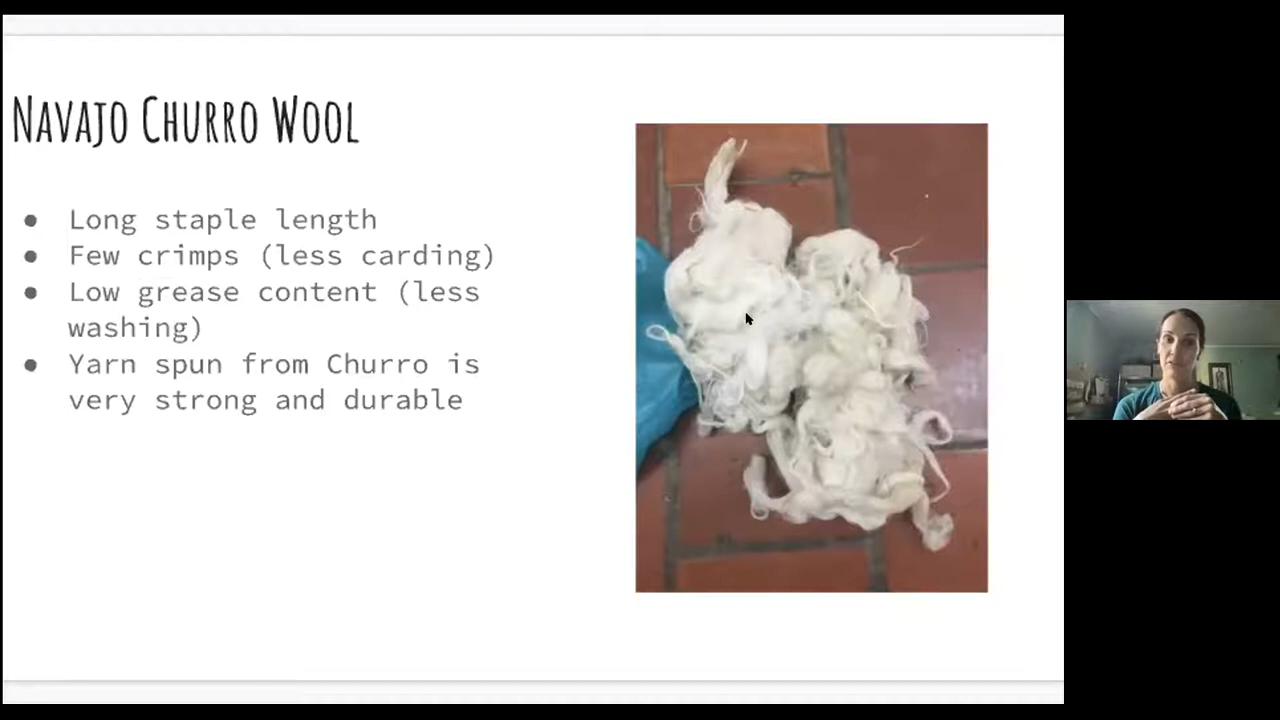 Navajo Churro Wool
● Long staple length
● Few crimps (less carding)
● Low grease content (less
washing)
● Yarn spun from Churro is
very strong and durable